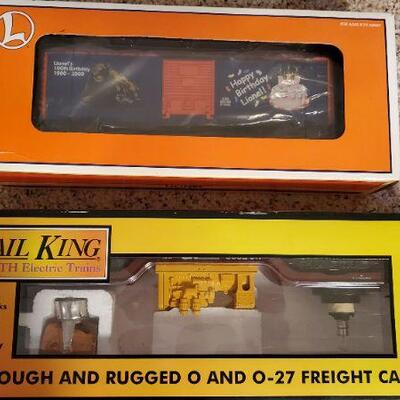 L
Lionel's
100th Birthday
1900 - 2000
Happy
Birthday,
Lionel!
AIL KING
TH Electric Trains
OUGH AND RUGGED O AND O-27 FREIGHT CA